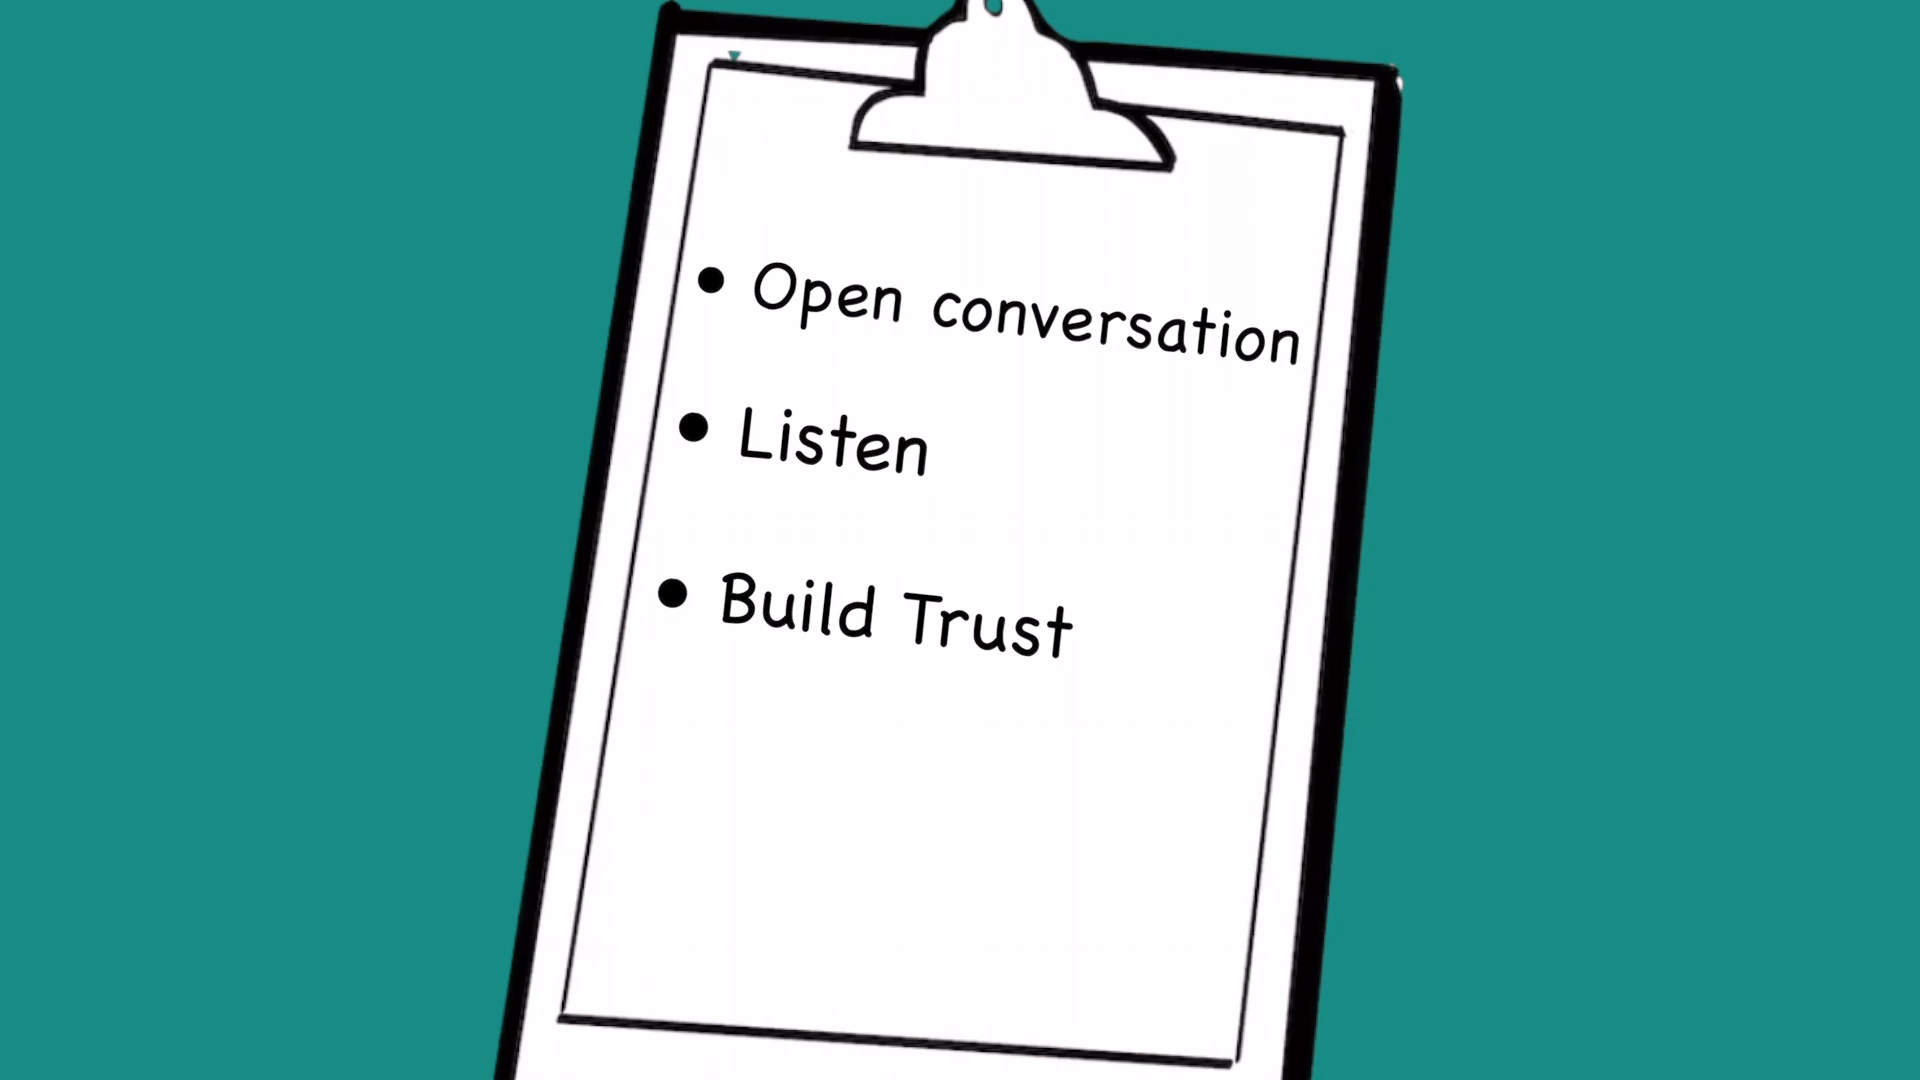 • Open conversation
• Listen
• Build Trust